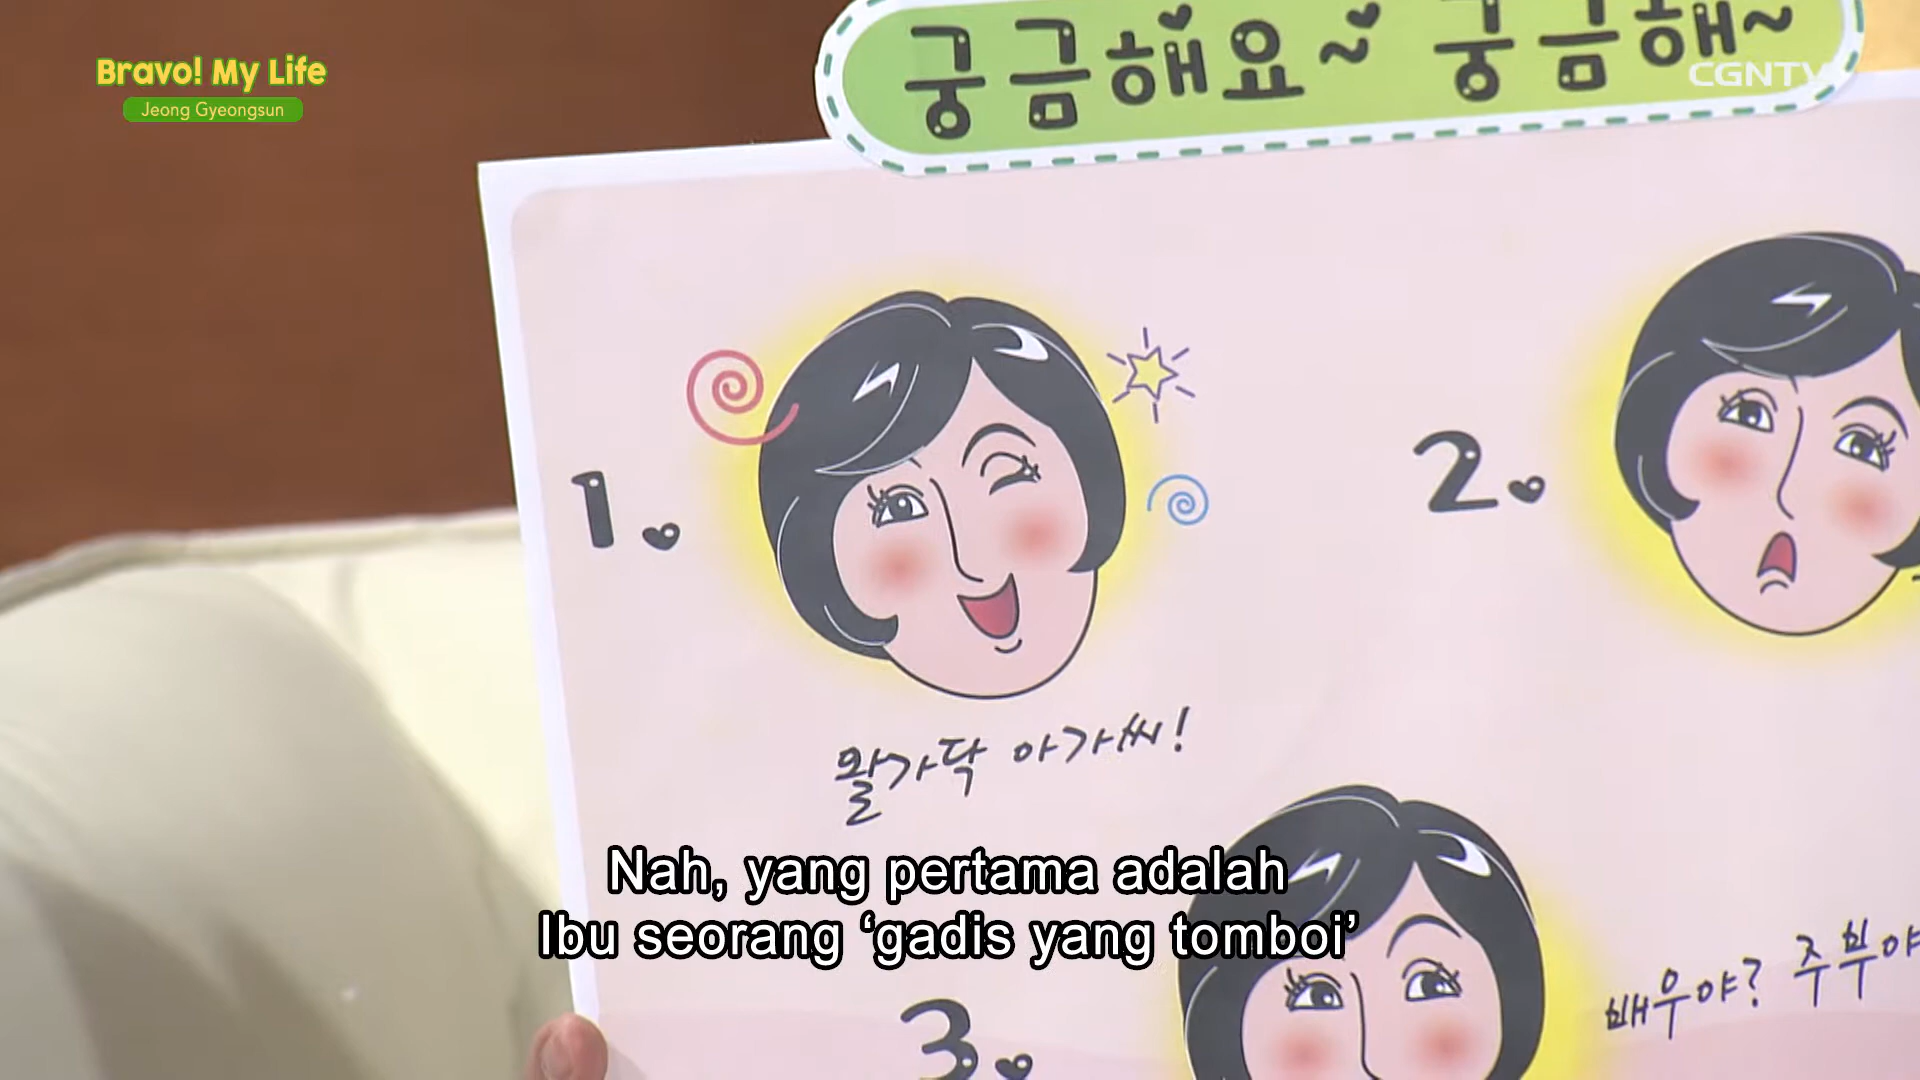 Bravo! My Life
Jeong Gyeongsun
궁금해요~ 궁금해~
CGNTV
1.
2.
말가닥 아가씨!
Nah, yang pertama adalah
Ibu seorang ‘gadis yang tomboi’
3.
배우야? 주부야